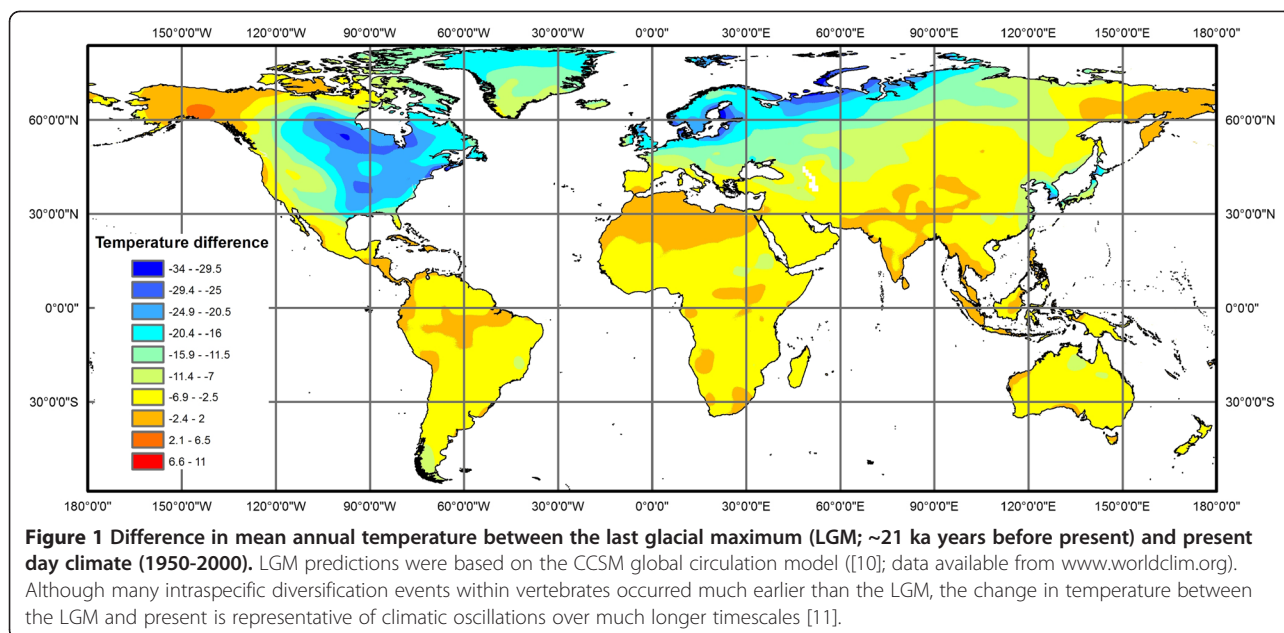 150°0'0"W 120°0'0"W 90°0'0"W 60°0'0"W 30°0'0"W 0°0'0" 30°0'0"E 60°0'0"E 90°0'0"E 120°0'0"E 150°0'0"E
60°0'0"N 60°0'0"N
30°0'0"N 30°0'0"N
Temperature difference
-34 - -29.5
-29.4 - -25
-24.9 - -20.5
0°0'0" 0°0'0"
-20.4 - -16
-15.9 - -11.5
-11.4 - -7
-6.9 - -2.5
30°0'0"S 30°0'0"S
-2.4 - 2
2.1 - 6.5
6.6 - 11
180°0'0" 150°0'0"W 120°0'0"W 90°0'0"W 60°0'0"W 30°0'0"W 0°0'0" 30°0'0"E 60°0'0"E 90°0'0"E 120°0'0"E 150°0'0"E 180°0'0"
Figure 1 Difference in mean annual temperature between the last glacial maximum (LGM; ~21 ka years before present) and present
day climate (1950-2000). LGM predictions were based on the CCSM global circulation model ([10]; data available from www.worldclim.org).
Although many intraspecific diversification events within vertebrates occurred much earlier than the LGM, the change in temperature between
the LGM and present is representative of climatic oscillations over much longer timescales [11].